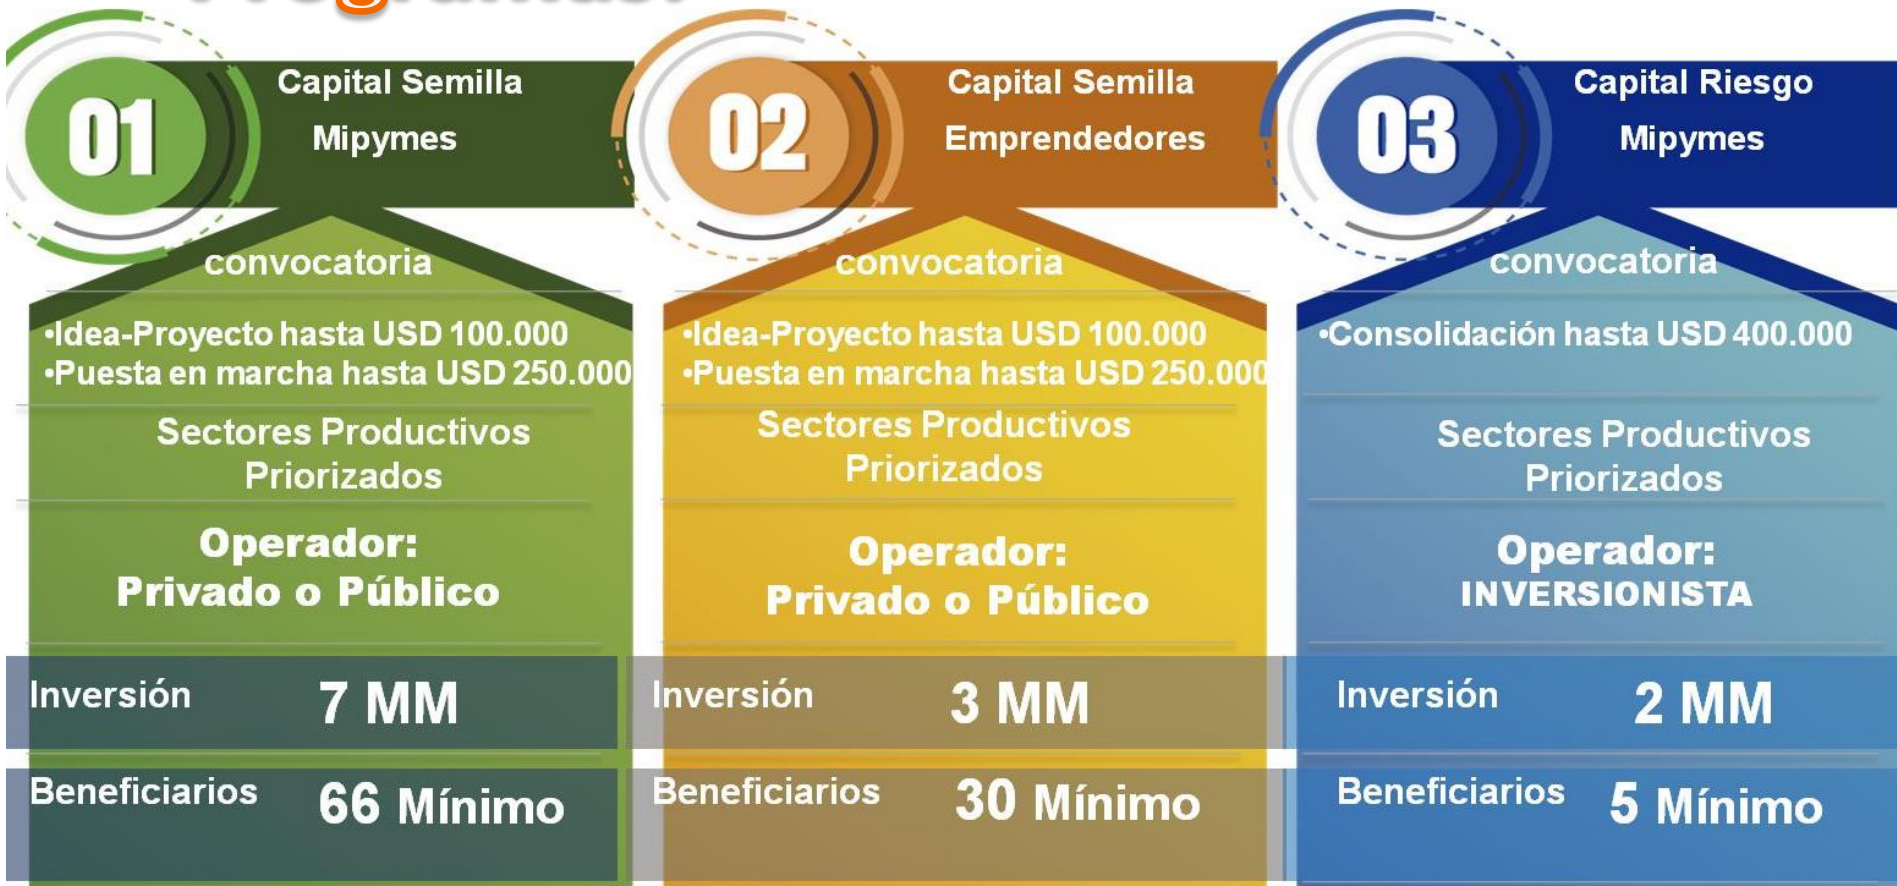 Programas:
01
Capital Semilla
Mipymes
convocatoria
•Idea-Proyecto hasta USD 100.000
•Puesta en marcha hasta USD 250.000
Sectores Productivos
Priorizados
Operador:
Privado o Público
Inversión 7 MM
Beneficiarios 66 Mínimo
02
Capital Semilla
Emprendedores
convocatoria
•Idea-Proyecto hasta USD 100.000
•Puesta en marcha hasta USD 250.000
Sectores Productivos
Priorizados
Operador:
Privado o Público
Inversión 3 MM
Beneficiarios 30 Mínimo
03
Capital Riesgo
Mipymes
convocatoria
•Consolidación hasta USD 400.000
Sectores Productivos
Priorizados
Operador:
INVERSIONISTA
Inversión 2 MM
Beneficiarios 5 Mínimo